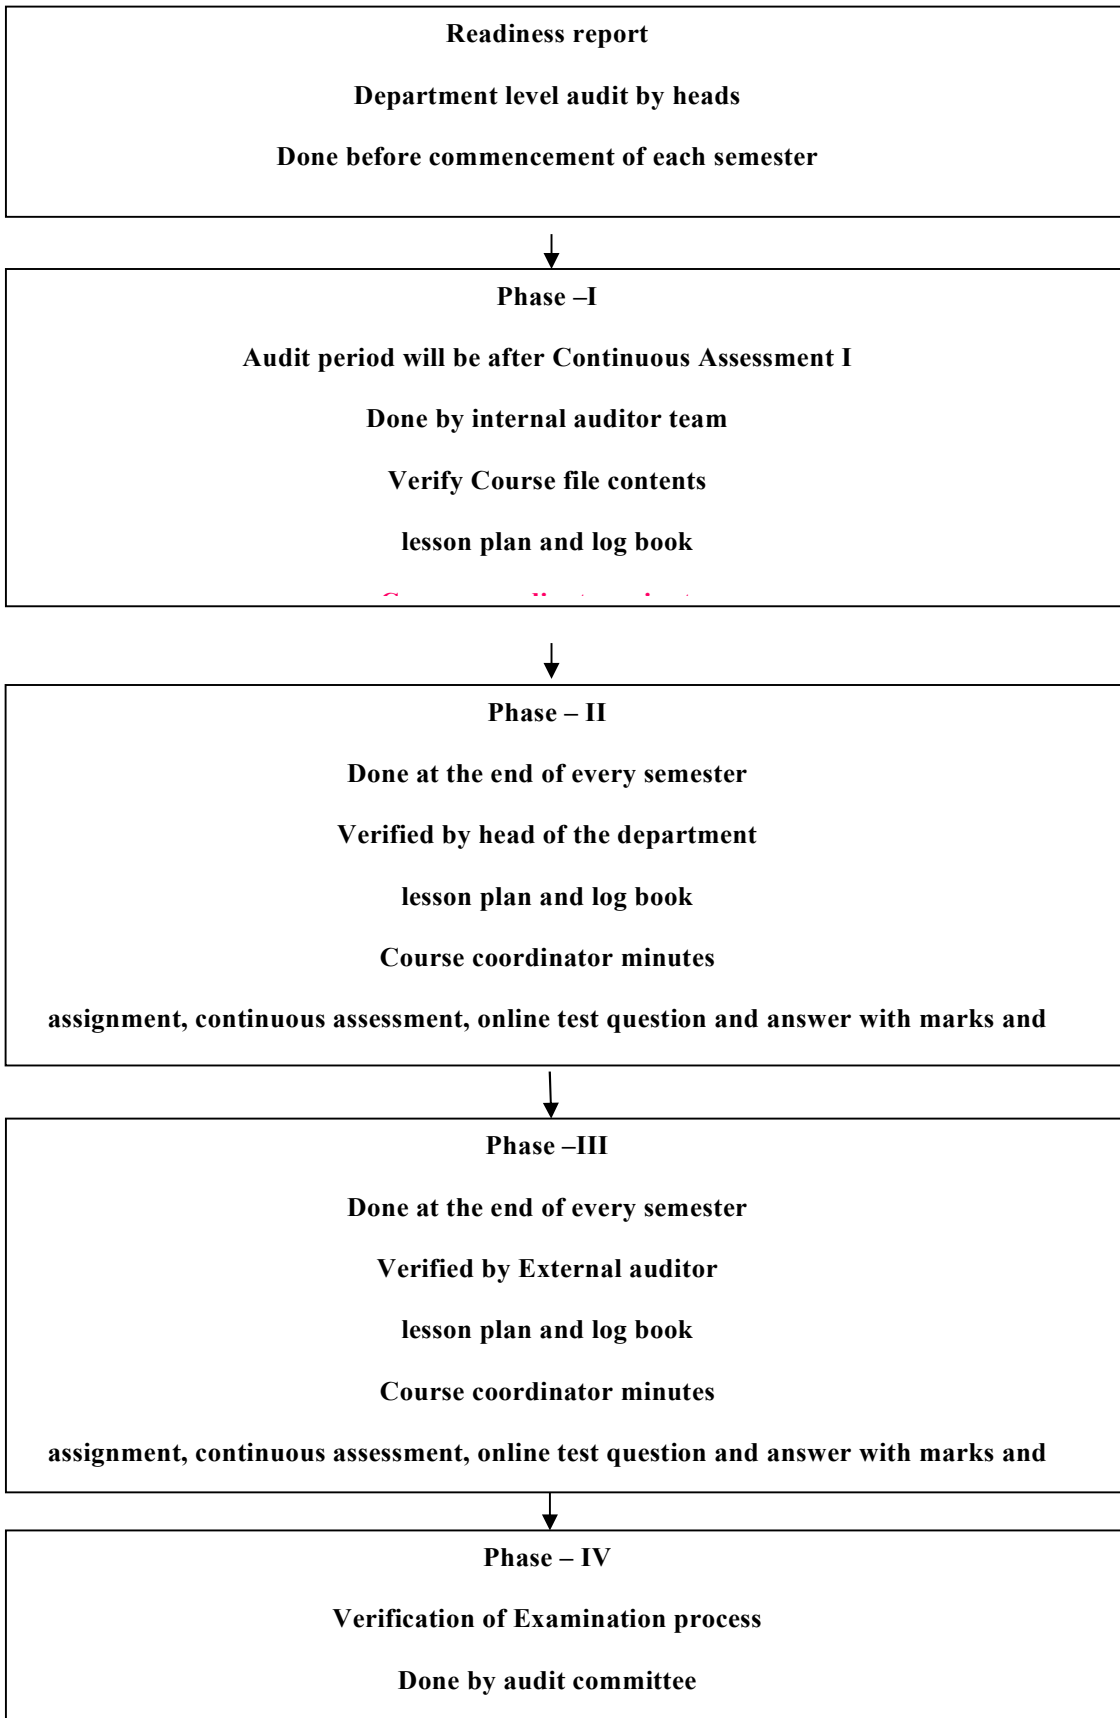 Readiness report
Department level audit by heads
Done before commencement of each semester
Phase –I
Audit period will be after Continuous Assessment I
Done by internal auditor team
Verify Course file contents
lesson plan and log book
Phase – II
Done at the end of every semester
Verified by head of the department
lesson plan and log book
Course coordinator minutes
assignment, continuous assessment, online test question and answer with marks and
Phase –III
Done at the end of every semester
Verified by External auditor
lesson plan and log book
Course coordinator minutes
assignment, continuous assessment, online test question and answer with marks and
Phase – IV
Verification of Examination process
Done by audit committee